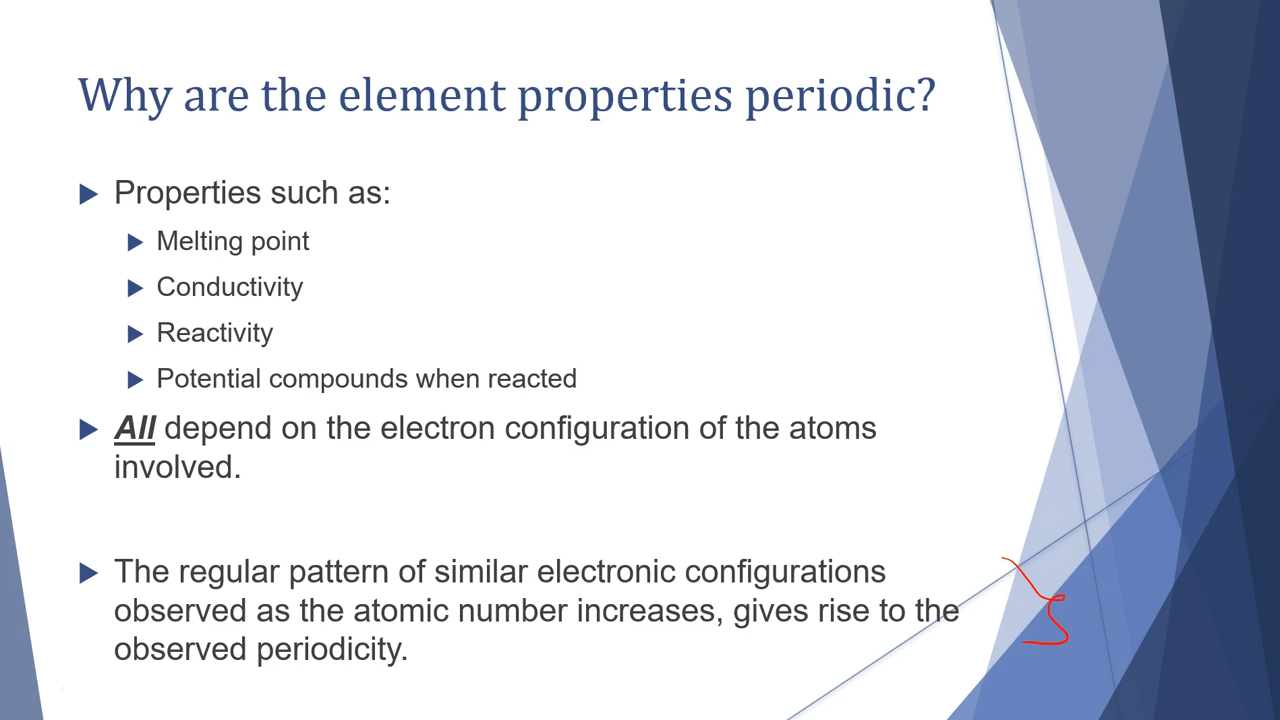 Why are the element properties periodic?
Properties such as:
Melting point
Conductivity
Reactivity
Potential compounds when reacted
All depend on the electron configuration of the atoms
involved.
The regular pattern of similar electronic configurations
observed as the atomic number increases, gives rise to the
observed periodicity.